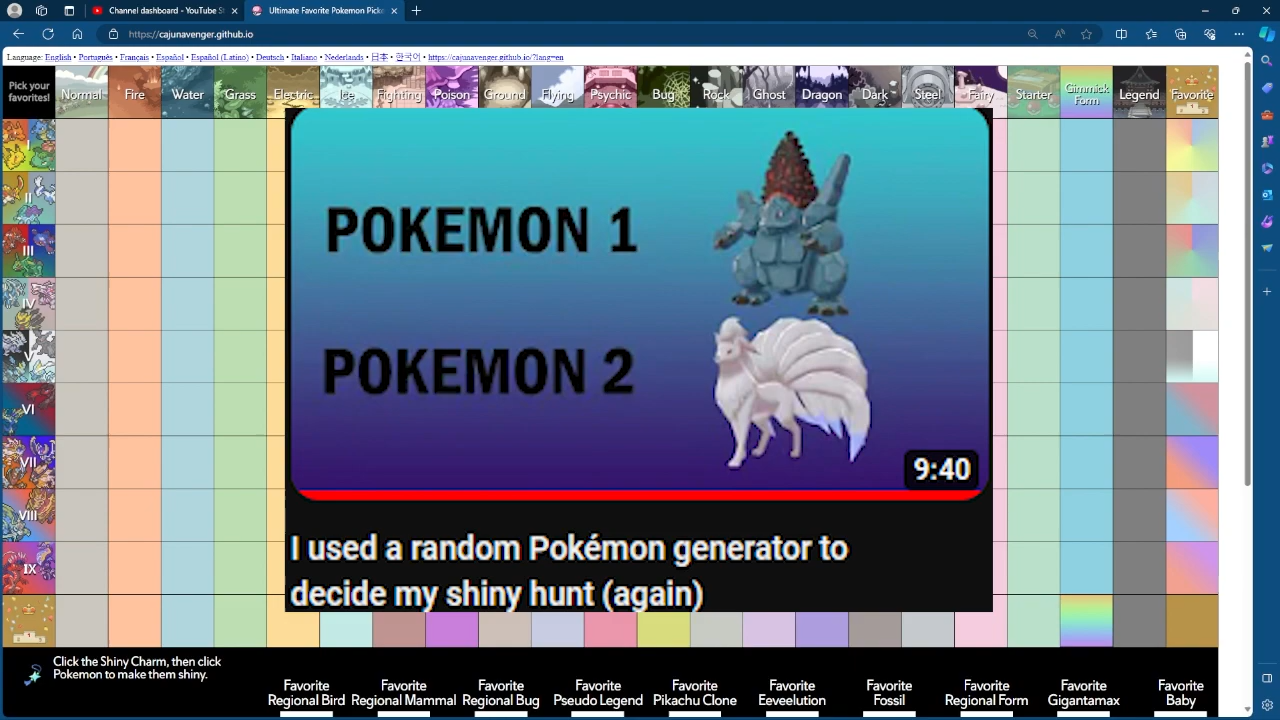 Channel dashboard - YouTube S
Ultimate Favorite Pokemon Picke
https://cajunavenger.github.io
Language: English • Português • Français • Español • Español (Latino) • Deutsch • Italiano • Nederlands • 日本 • 한국어 • https://cajunavenger.github.io/?lang=en
Pick your
favorites!
Normal
Fire
Water
Grass
Electric
Ice
Fighting
Poison
Ground
Flying
Psychic
Bug
Rock
Ghost
Dragon
Dark
Steel
Fairy
Starter
Gimmick
Form
Legend
Favorite
I
II
III
IV
V
VI
VII
VIII
IX
POKEMON 1
POKEMON 2
9:40
I used a random Pokémon generator to
decide my shiny hunt (again)
Click the Shiny Charm, then click
Pokemon to make them shiny.
Favorite
Regional Bird
Favorite
Regional Mammal
Favorite
Regional Bug
Favorite
Pseudo Legend
Favorite
Pikachu Clone
Favorite
Eeveelution
Favorite
Fossil
Favorite
Regional Form
Favorite
Gigantamax
Favorite
Baby